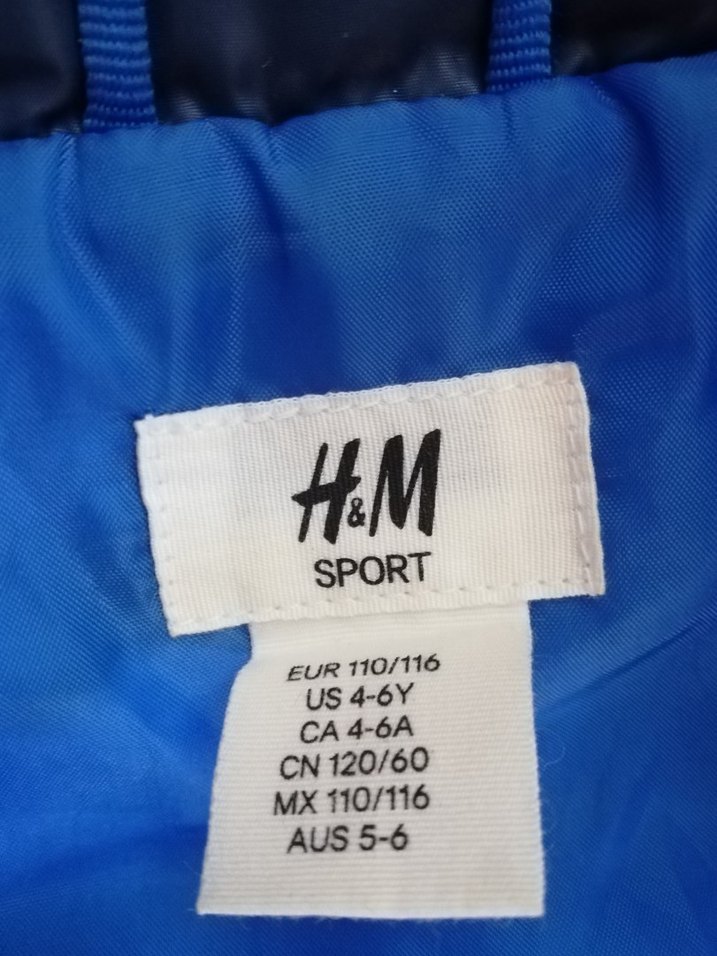 H&M
SPORT
EUR 110/116
US 4-6Y
CA 4-6A
CN 120/60
MX 110/116
AUS 5-6